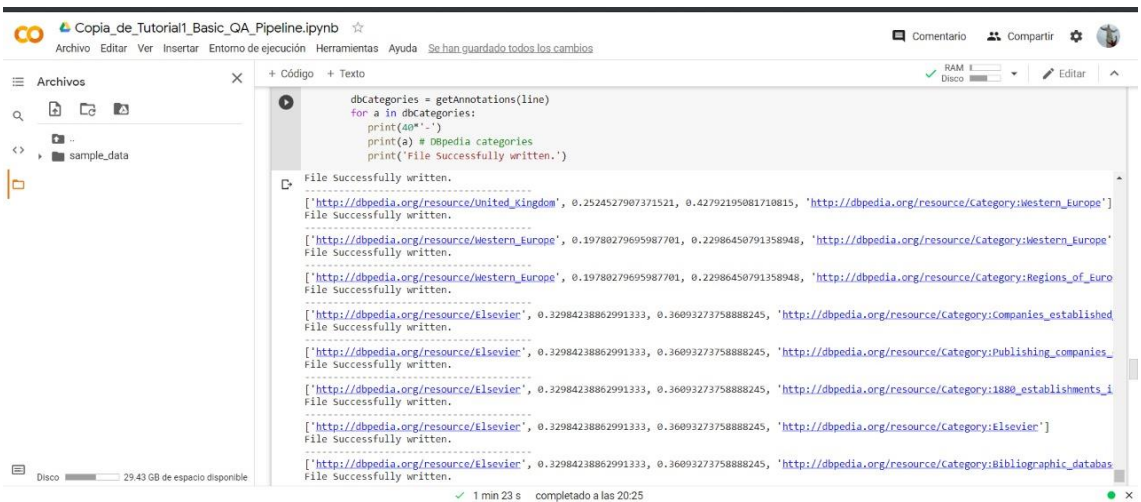 Copia_de_Tutorial1_Basic_QA_Pipeline.ipynb
Archivo Editar Ver Insertar Entorno de ejecución Herramientas Ayuda Se han guardado todos los cambios
Comentario Compartir
Archivos
+ Código + Texto
RAM
Disco
Editar
..
sample_data
dbCategories = getAnnotations(line)
for a in dbCategories:
print(40*'-')
print(a) # DBpedia categories
print('File Successfully written.')
File Successfully written.
----------------------------------------
['http://dbpedia.org/resource/United_Kingdom', 0.2524527907371521, 0.42792195081710815, 'http://dbpedia.org/resource/Category:Western_Europe']
File Successfully written.
----------------------------------------
['http://dbpedia.org/resource/Western_Europe', 0.19780279695987701, 0.22986450791358948, 'http://dbpedia.org/resource/Category:Western_Europe'
File Successfully written.
----------------------------------------
['http://dbpedia.org/resource/Western_Europe', 0.19780279695987701, 0.22986450791358948, 'http://dbpedia.org/resource/Category:Regions_of_Euro
File Successfully written.
----------------------------------------
['http://dbpedia.org/resource/Elsevier', 0.32984238862991333, 0.36093273758888245, 'http://dbpedia.org/resource/Category:Companies_established_
File Successfully written.
----------------------------------------
['http://dbpedia.org/resource/Elsevier', 0.32984238862991333, 0.36093273758888245, 'http://dbpedia.org/resource/Category:Publishing_companies_
File Successfully written.
----------------------------------------
['http://dbpedia.org/resource/Elsevier', 0.32984238862991333, 0.36093273758888245, 'http://dbpedia.org/resource/Category:1880_establishments_i
File Successfully written.
----------------------------------------
['http://dbpedia.org/resource/Elsevier', 0.32984238862991333, 0.36093273758888245, 'http://dbpedia.org/resource/Category:Elsevier']
File Successfully written.
----------------------------------------
['http://dbpedia.org/resource/Elsevier', 0.32984238862991333, 0.36093273758888245, 'http://dbpedia.org/resource/Category:Bibliographic_databas
File Successfully written.
Disco 29.43 GB de espacio disponible
1 min 23 s completado a las 20:25